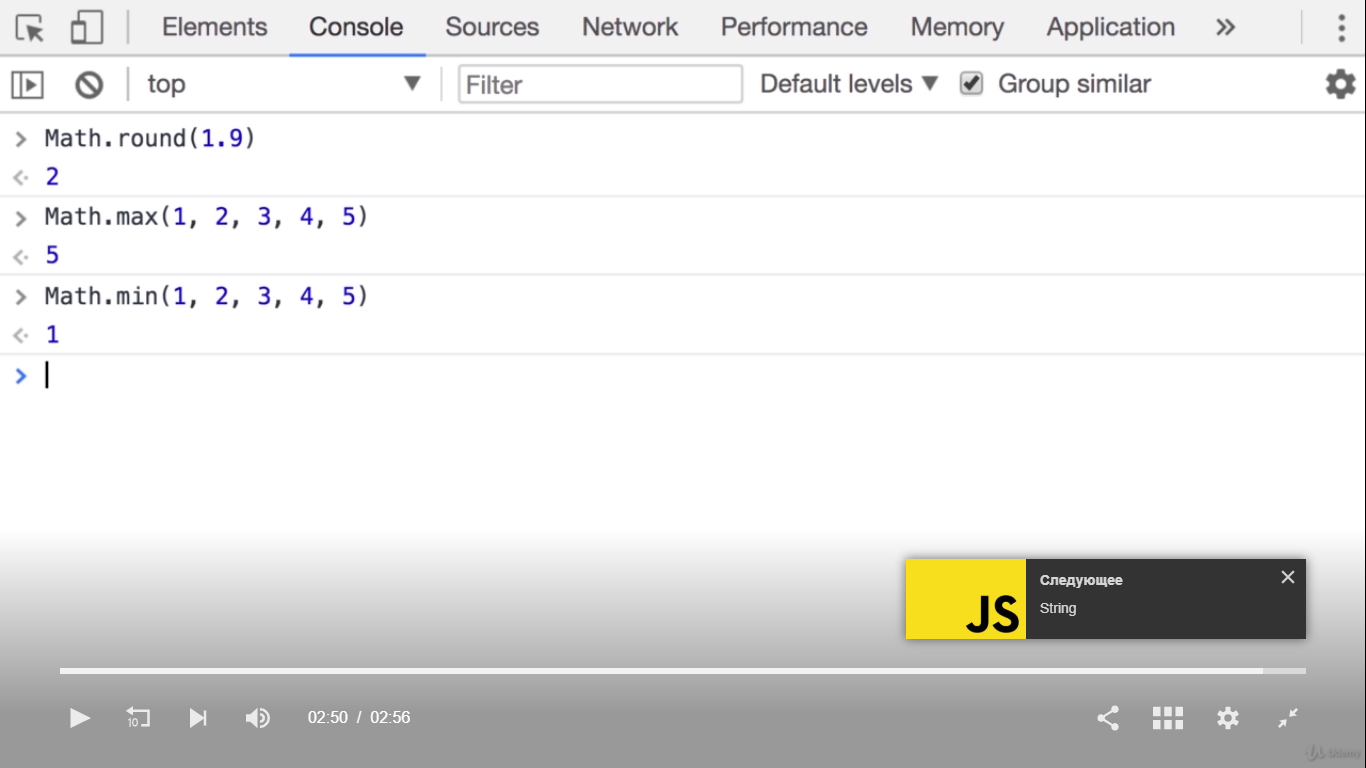 Elements Console Sources Network Performance Memory Application »
top ▼ Filter Default levels ▼ Group similar
> Math.round(1.9)
<· 2
> Math.max(1, 2, 3, 4, 5)
<· 5
> Math.min(1, 2, 3, 4, 5)
<· 1
>
JS
Следующее
String
10
02:50 / 02:56
Udemy